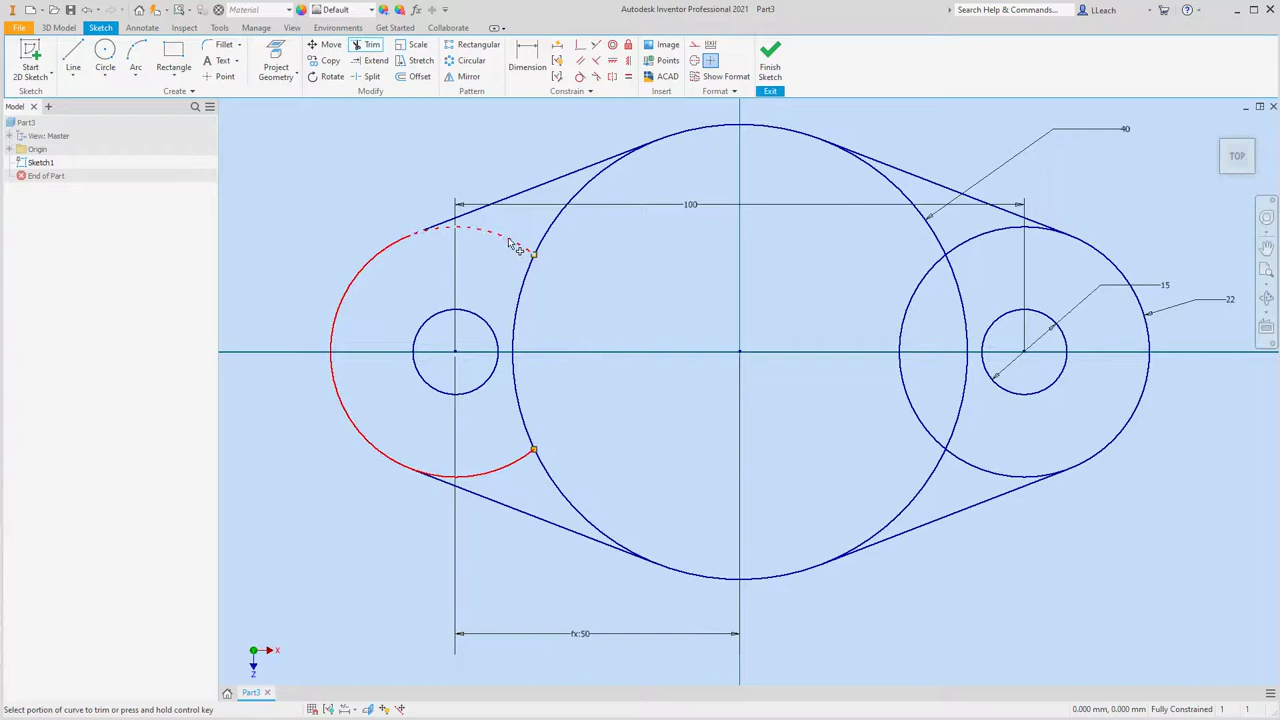 Material
Default
Autodesk Inventor Professional 2021 Part3
Search Help & Commands...
LLeach
File
3D Model
Sketch
Annotate
Inspect
Tools
Manage
View
Environments
Get Started
Collaborate
Start
2D Sketch
Line
Circle
Arc
Rectangle
Fillet
Text
Point
Project
Geometry
Move
Trim
Scale
Copy
Extend
Stretch
Rotate
Split
Offset
Rectangular
Circular
Mirror
Dimension
Image
Points
ACAD
Show Format
Finish
Sketch
Sketch
Create
Modify
Pattern
Constrain
Insert
Format
Exit
Model
Part3
View: Master
Origin
Sketch1
End of Part
40
TOP
100
15
22
fx:50
X
Z
Part3
Select portion of curve to trim or press and hold control key
0.000 mm, 0.000 mm
Fully Constrained
1
1